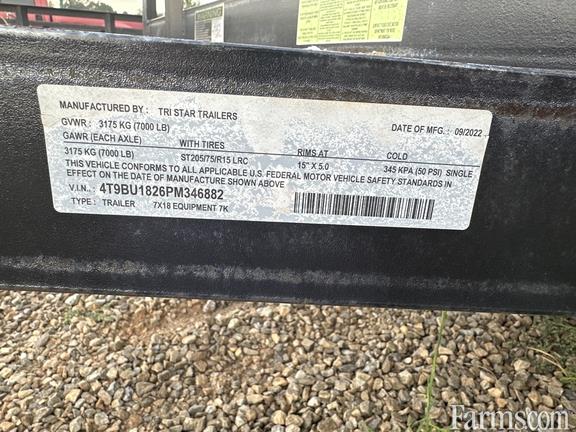 MANUFACTURED BY: TRI STAR TRAILERS
DATE OF MFG.: 09/2022
GVWR: 3175 KG (7000 LB)
GAWR (EACH AXLE) WITH TIRES RIMS AT COLD
3175 KG (7000 LB) ST205/75/R15 LRC 15" X 5.0 345 KPA (50 PSI) SINGLE
THIS VEHICLE CONFORMS TO ALL APPLICABLE U.S. FEDERAL MOTOR VEHICLE SAFETY STANDARDS IN
EFFECT ON THE DATE OF MANUFACTURE SHOWN ABOVE
V.I.N.: 4T9BU1826PM346882
TYPE: TRAILER 7X18 EQUIPMENT 7K
Farms.com